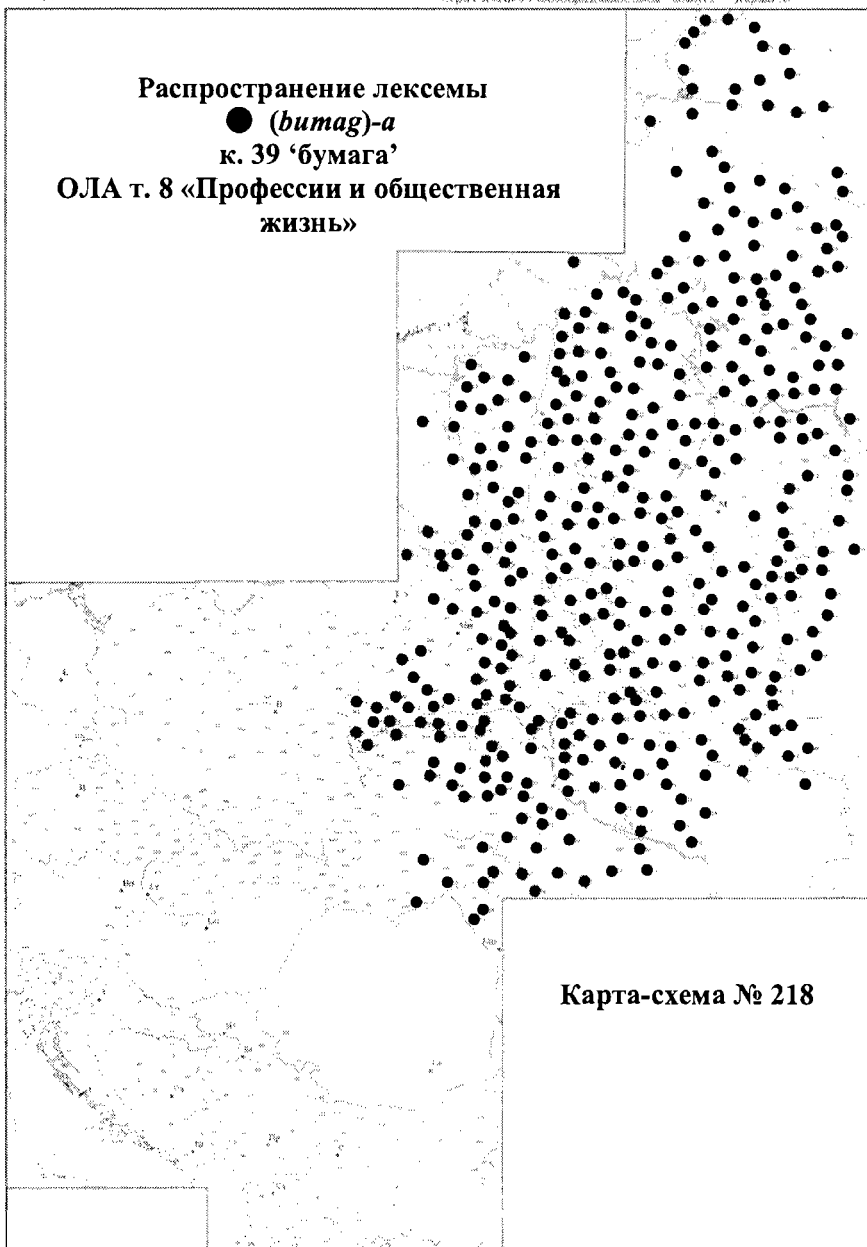 Распространение лексемы
● (bumag)-a
к. 39 ‘бумага’
ОЛА т. 8 «Профессии и общественная
жизнь»
Карта-схема № 218